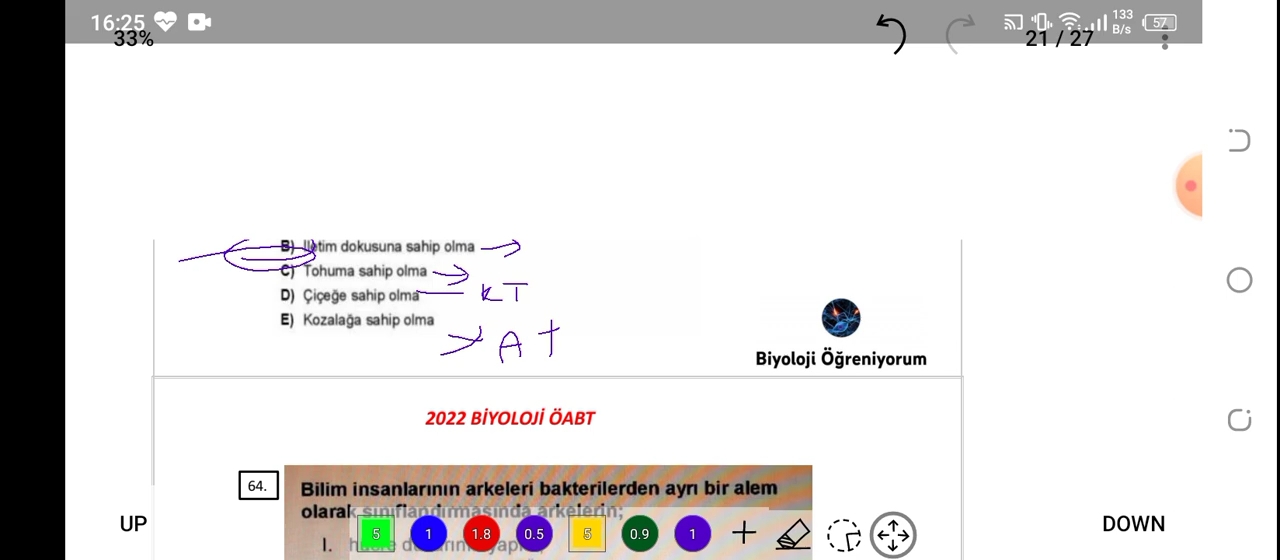 16:25
133 B/s
57
33%
21 / 27
B) İletim dokusuna sahip olma
C) Tohuma sahip olma
D) Çiçeğe sahip olma KT
E) Kozalağa sahip olma
A T
Biyoloji Öğreniyorum
2022 BİYOLOJİ ÖABT
64. Bilim insanlarının arkeleri bakterilerden ayrı bir alem
olarak sınıflandırmasında arkelerin;
I.
5 1 1.8 0.5 5 0.9 1
UP
DOWN